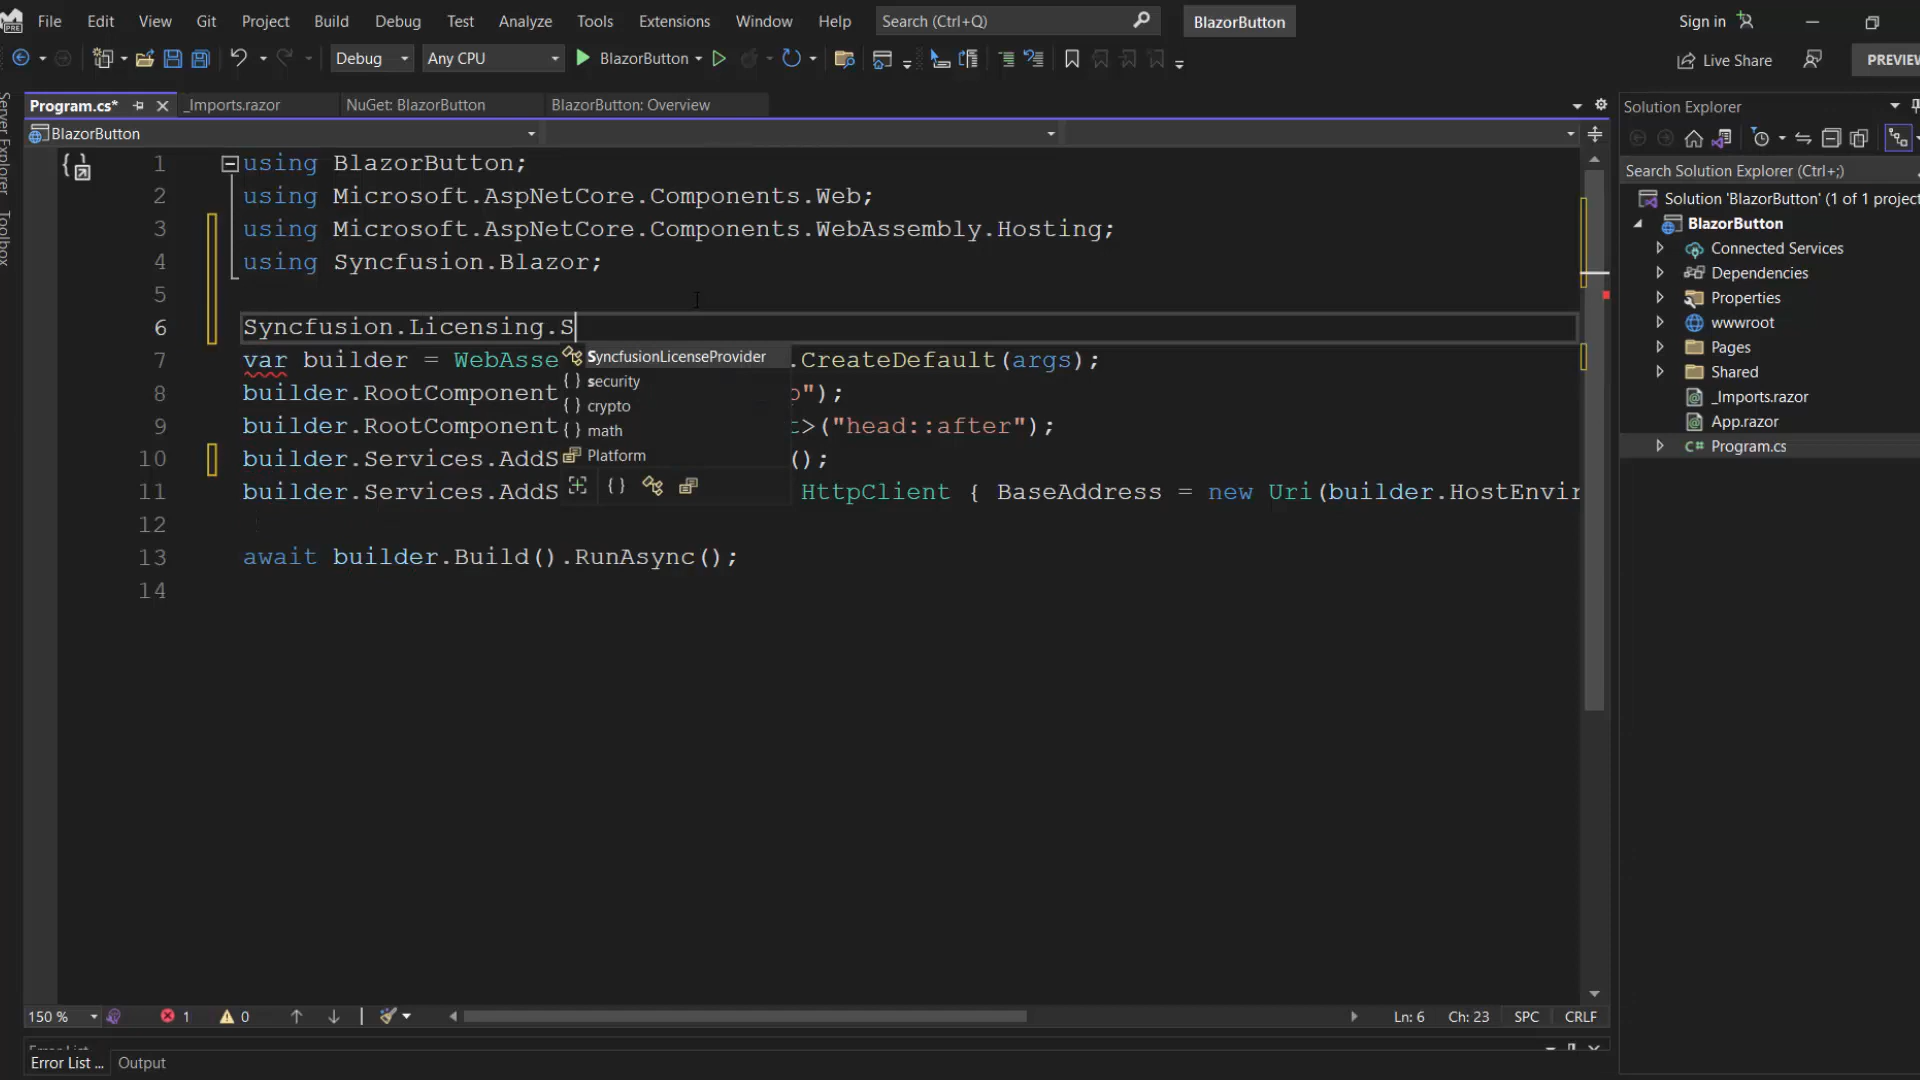 File Edit View Git Project Build Debug Test Analyze Tools Extensions Window Help Search (Ctrl+Q) BlazorButton Sign in
PRE
Debug Any CPU BlazorButton Live Share PREVIEW
Server Explorer
Toolbox
Program.cs* _Imports.razor NuGet: BlazorButton BlazorButton: Overview
BlazorButton
1 using BlazorButton;
2 using Microsoft.AspNetCore.Components.Web;
3 using Microsoft.AspNetCore.Components.WebAssembly.Hosting;
4 using Syncfusion.Blazor;
5
6 Syncfusion.Licensing.S
7 var builder = WebAsse .CreateDefault(args);
8 builder.RootComponent p");
9 builder.RootComponent t>("head::after");
10 builder.Services.AddS ();
11 builder.Services.AddS HttpClient { BaseAddress = new Uri(builder.HostEnvir
12
13 await builder.Build().RunAsync();
14
SyncfusionLicenseProvider
{ } security
{ } crypto
{ } math
Platform
{ }
150 % 1 0 Ln: 6 Ch: 23 SPC CRLF
Error List ... Output
Solution Explorer
Search Solution Explorer (Ctrl+;)
Solution 'BlazorButton' (1 of 1 project
BlazorButton
Connected Services
Dependencies
Properties
wwwroot
Pages
Shared
_Imports.razor
App.razor
C# Program.cs